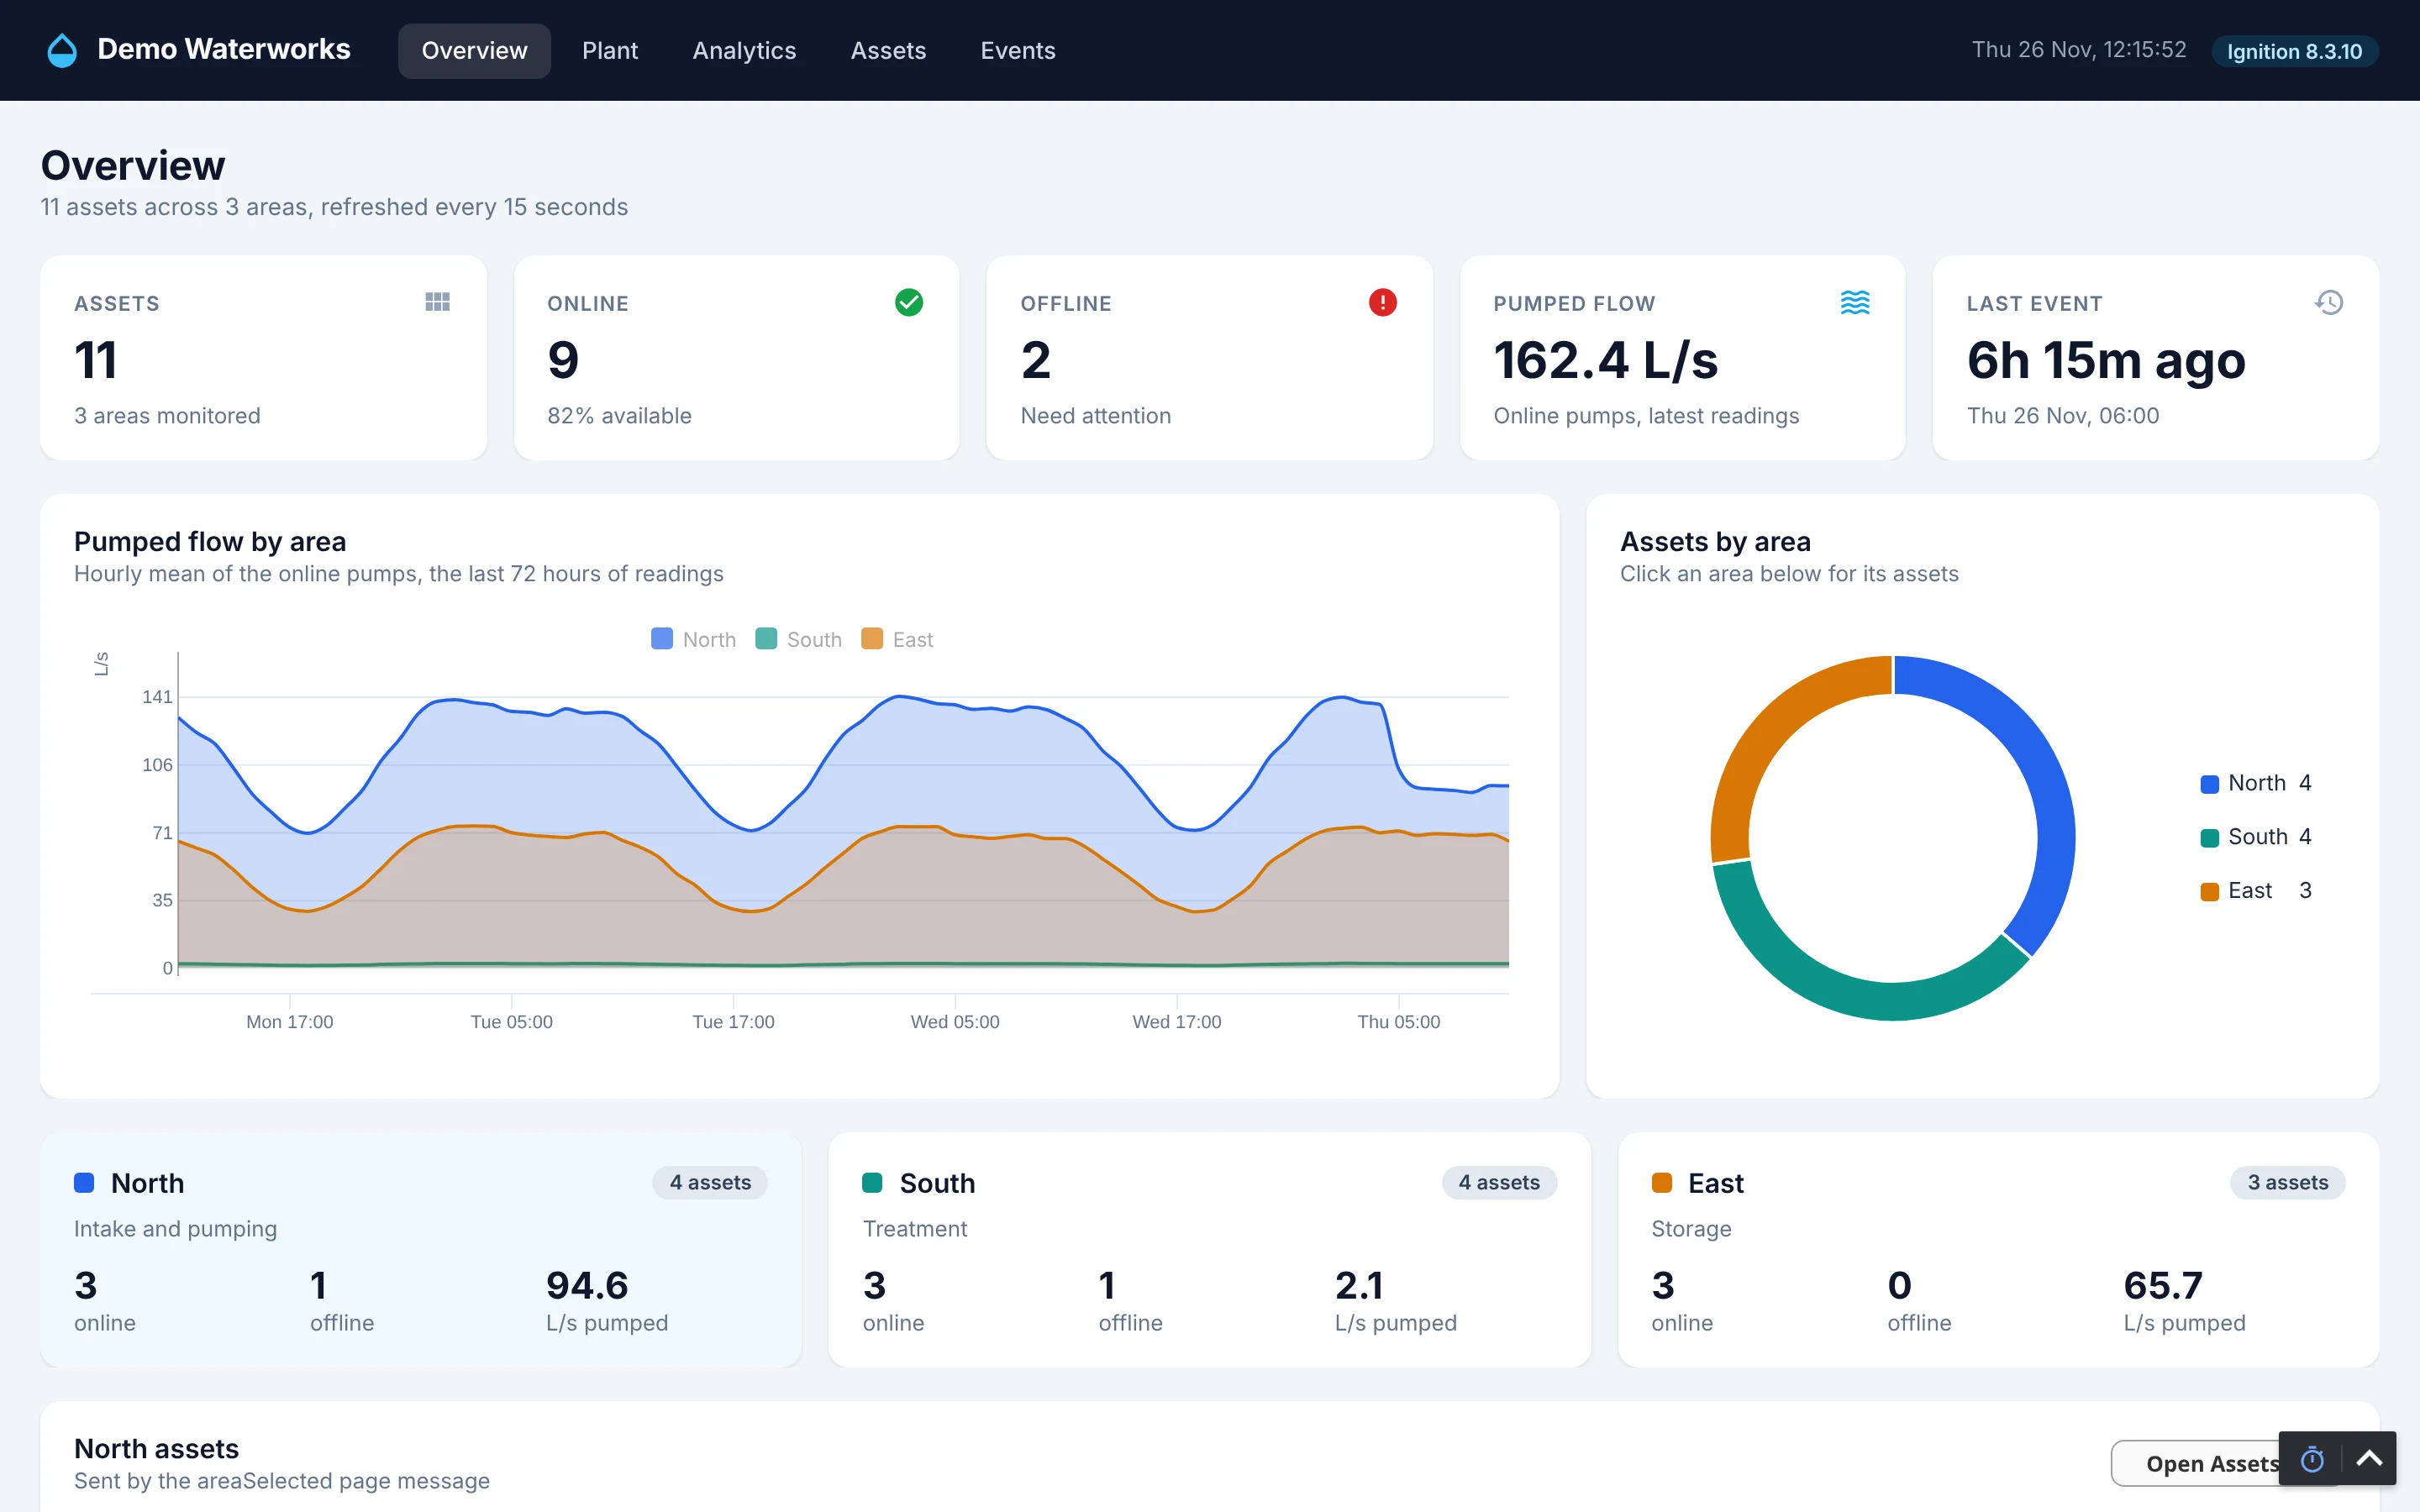 Demo Waterworks Overview Plant Analytics Assets Events Thu 26 Nov, 12:15:52 Ignition 8.3.10
Overview
11 assets across 3 areas, refreshed every 15 seconds
ASSETS
11
3 areas monitored
ONLINE
9
82% available
OFFLINE
2
Need attention
PUMPED FLOW
162.4 L/s
Online pumps, latest readings
LAST EVENT
6h 15m ago
Thu 26 Nov, 06:00
Pumped flow by area
Hourly mean of the online pumps, the last 72 hours of readings
North South East
L/s
141
106
71
35
0
Mon 17:00 Tue 05:00 Tue 17:00 Wed 05:00 Wed 17:00 Thu 05:00
Assets by area
Click an area below for its assets
North 4
South 4
East 3
North 4 assets
Intake and pumping
3 1 94.6
online offline L/s pumped
South 4 assets
Treatment
3 1 2.1
online offline L/s pumped
East 3 assets
Storage
3 0 65.7
online offline L/s pumped
North assets
Sent by the areaSelected page message
Open Assets